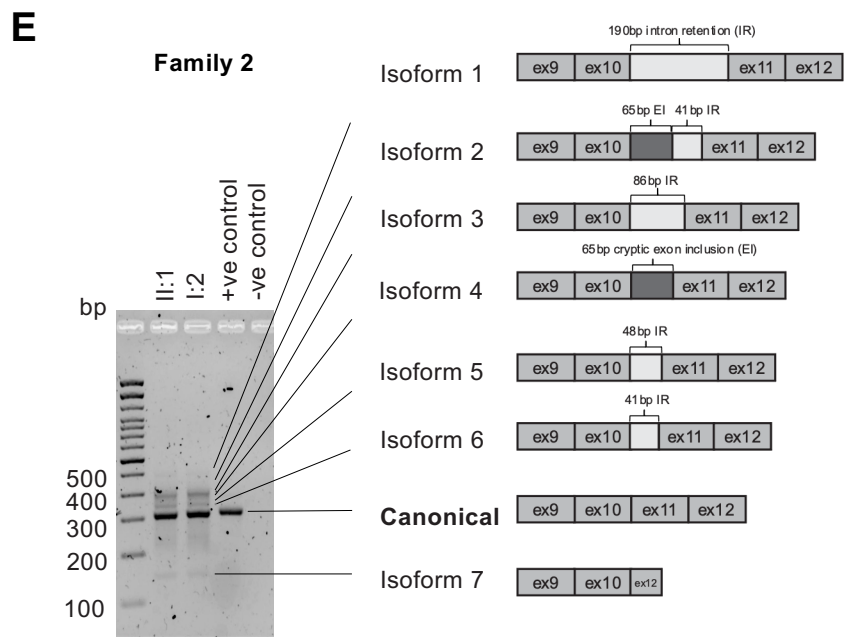 E
Family 2
II:1
I:2
+ve control
-ve control
bp
500
400
300
200
100
190bp intron retention (IR)
Isoform 1
ex9 ex10 ex11 ex12
65bp EI 41bp IR
Isoform 2
ex9 ex10 ex11 ex12
86bp IR
Isoform 3
ex9 ex10 ex11 ex12
65bp cryptic exon inclusion (EI)
Isoform 4
ex9 ex10 ex11 ex12
48bp IR
Isoform 5
ex9 ex10 ex11 ex12
41bp IR
Isoform 6
ex9 ex10 ex11 ex12
Canonical
ex9 ex10 ex11 ex12
Isoform 7
ex9 ex10 ex12